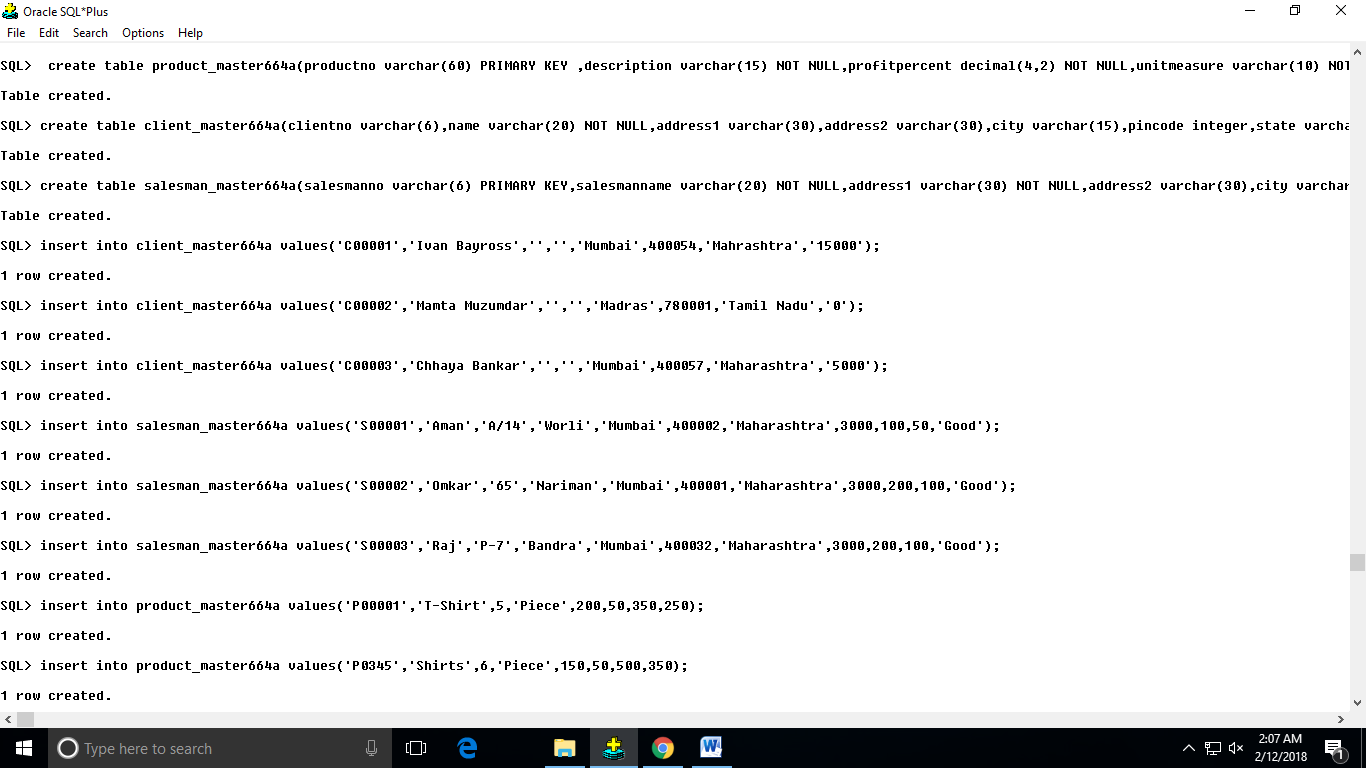 Oracle SQL*Plus
File Edit Search Options Help
SQL>  create table product_master664a(productno varchar(60) PRIMARY KEY ,description varchar(15) NOT NULL,profitpercent decimal(4,2) NOT NULL,unitmeasure varchar(10) NOT
Table created.
SQL> create table client_master664a(clientno varchar(6),name varchar(20) NOT NULL,address1 varchar(30),address2 varchar(30),city varchar(15),pincode integer,state varcha
Table created.
SQL> create table salesman_master664a(salesmanno varchar(6) PRIMARY KEY,salesmanname varchar(20) NOT NULL,address1 varchar(30) NOT NULL,address2 varchar(30),city varchar
Table created.
SQL> insert into client_master664a values('C00001','Ivan Bayross','','','Mumbai',400054,'Mahrashtra','15000');
1 row created.
SQL> insert into client_master664a values('C00002','Mamta Muzumdar','','','Madras',780001,'Tamil Nadu','0');
1 row created.
SQL> insert into client_master664a values('C00003','Chhaya Bankar','','','Mumbai',400057,'Maharashtra','5000');
1 row created.
SQL> insert into salesman_master664a values('S00001','Aman','A/14','Worli','Mumbai',400002,'Maharashtra',3000,100,50,'Good');
1 row created.
SQL> insert into salesman_master664a values('S00002','Omkar','65','Nariman','Mumbai',400001,'Maharashtra',3000,200,100,'Good');
1 row created.
SQL> insert into salesman_master664a values('S00003','Raj','P-7','Bandra','Mumbai',400032,'Maharashtra',3000,200,100,'Good');
1 row created.
SQL> insert into product_master664a values('P00001','T-Shirt',5,'Piece',200,50,350,250);
1 row created.
SQL> insert into product_master664a values('P0345','Shirts',6,'Piece',150,50,500,350);
1 row created.
Type here to search
2:07 AM
2/12/2018
1